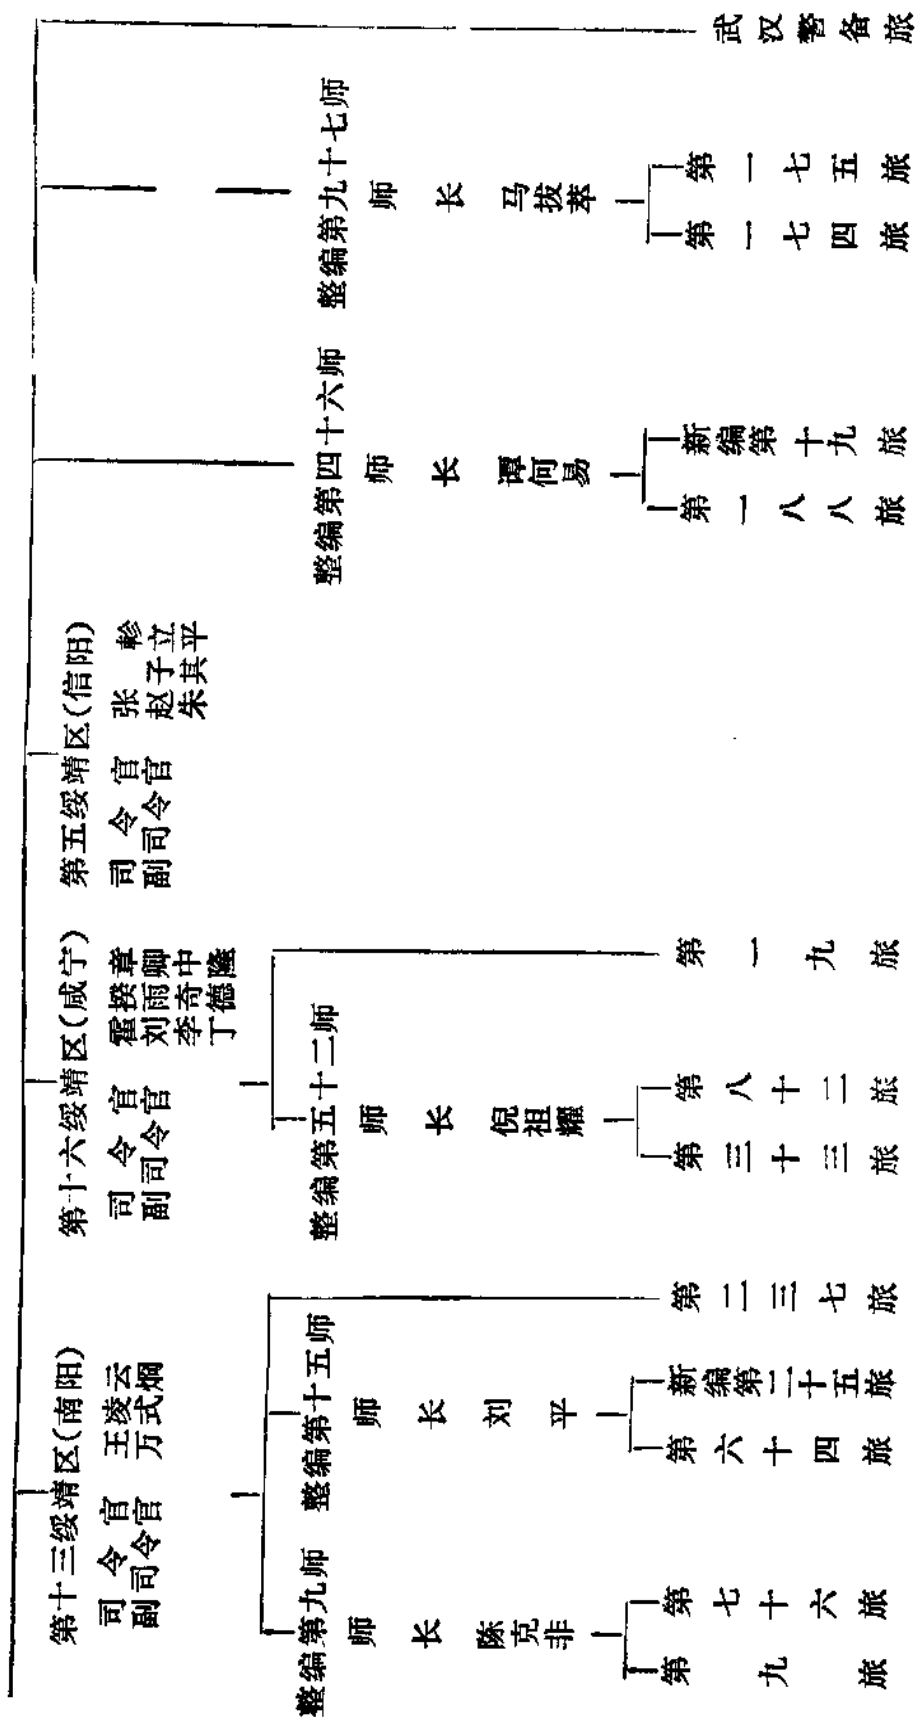 第十三绥靖区(南阳)
司令官 王凌云
副司令官 万式炯
整编第九师
师长 陈克非
第九旅
第七十六旅
整编第十五师
师长 刘平
第六十四旅
新编第二十五旅
第二三七旅
第十六绥靖区(咸宁)
司令官 霍揆章
副司令官 刘雨卿
李奇中
丁德隆
整编第五十二师
师长 倪祖耀
第三十三旅
第八十二旅
第一九旅
第五绥靖区(信阳)
司令官 张轸
副司令官 赵子立
朱其平
整编第四十六师
师长 谭何易
第一八八旅
新编第十九旅
整编第九十七师
师长 马拔萃
第一七四旅
第一七五旅
武汉警备旅